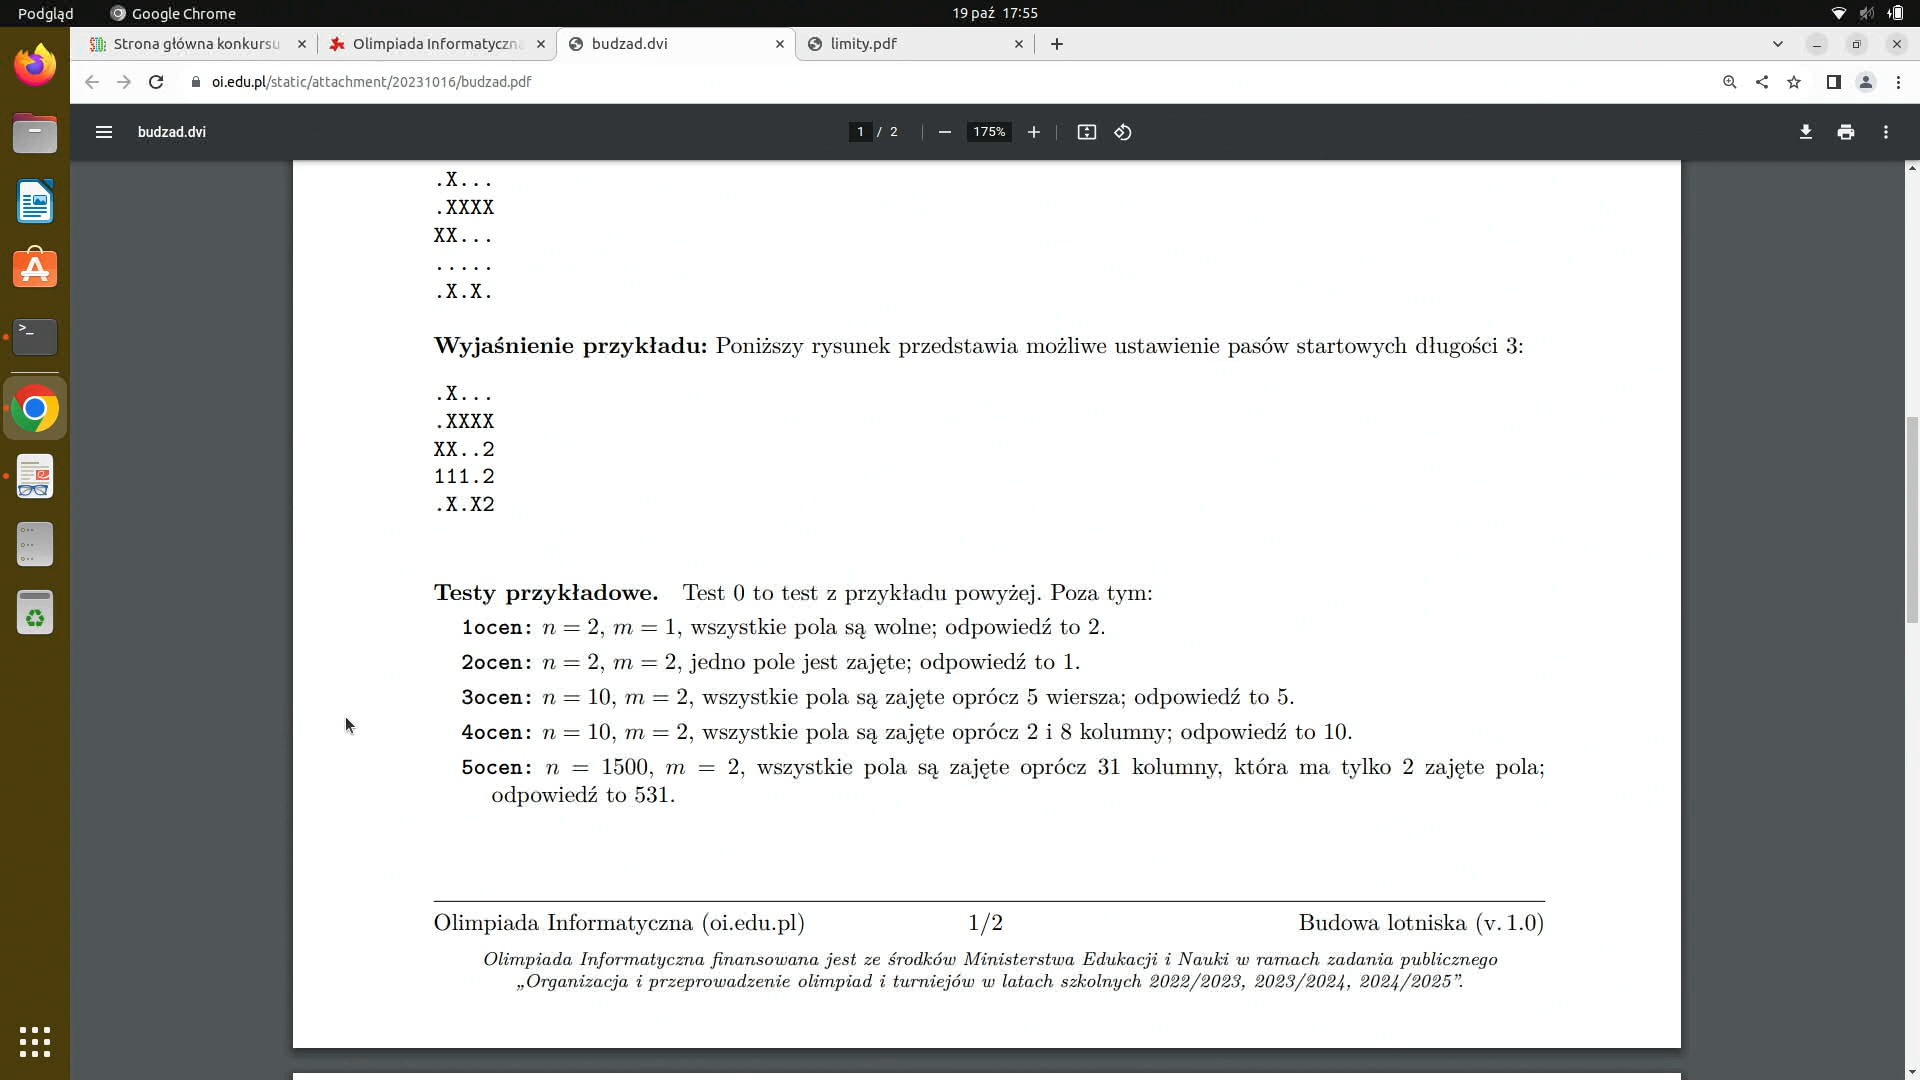 Podgląd
Google Chrome
19 paź 17:55
Strona główna konkursu
Olimpiada Informatyczna
budzad.dvi
limity.pdf
oi.edu.pl/static/attachment/20231016/budzad.pdf
budzad.dvi
1 / 2
175%
.X...
.XXXX
XX...
.....
.X.X.
Wyjaśnienie przykładu: Poniższy rysunek przedstawia możliwe ustawienie pasów startowych długości 3:
.X...
.XXXX
XX..2
111.2
.X.X2
Testy przykładowe. Test 0 to test z przykładu powyżej. Poza tym:
1ocen: n = 2, m = 1, wszystkie pola są wolne; odpowiedź to 2.
2ocen: n = 2, m = 2, jedno pole jest zajęte; odpowiedź to 1.
3ocen: n = 10, m = 2, wszystkie pola są zajęte oprócz 5 wiersza; odpowiedź to 5.
4ocen: n = 10, m = 2, wszystkie pola są zajęte oprócz 2 i 8 kolumny; odpowiedź to 10.
5ocen: n = 1500, m = 2, wszystkie pola są zajęte oprócz 31 kolumny, która ma tylko 2 zajęte pola;
odpowiedź to 531.
Olimpiada Informatyczna (oi.edu.pl)
1/2
Budowa lotniska (v. 1.0)
Olimpiada Informatyczna finansowana jest ze środków Ministerstwa Edukacji i Nauki w ramach zadania publicznego
„Organizacja i przeprowadzenie olimpiad i turniejów w latach szkolnych 2022/2023, 2023/2024, 2024/2025”.